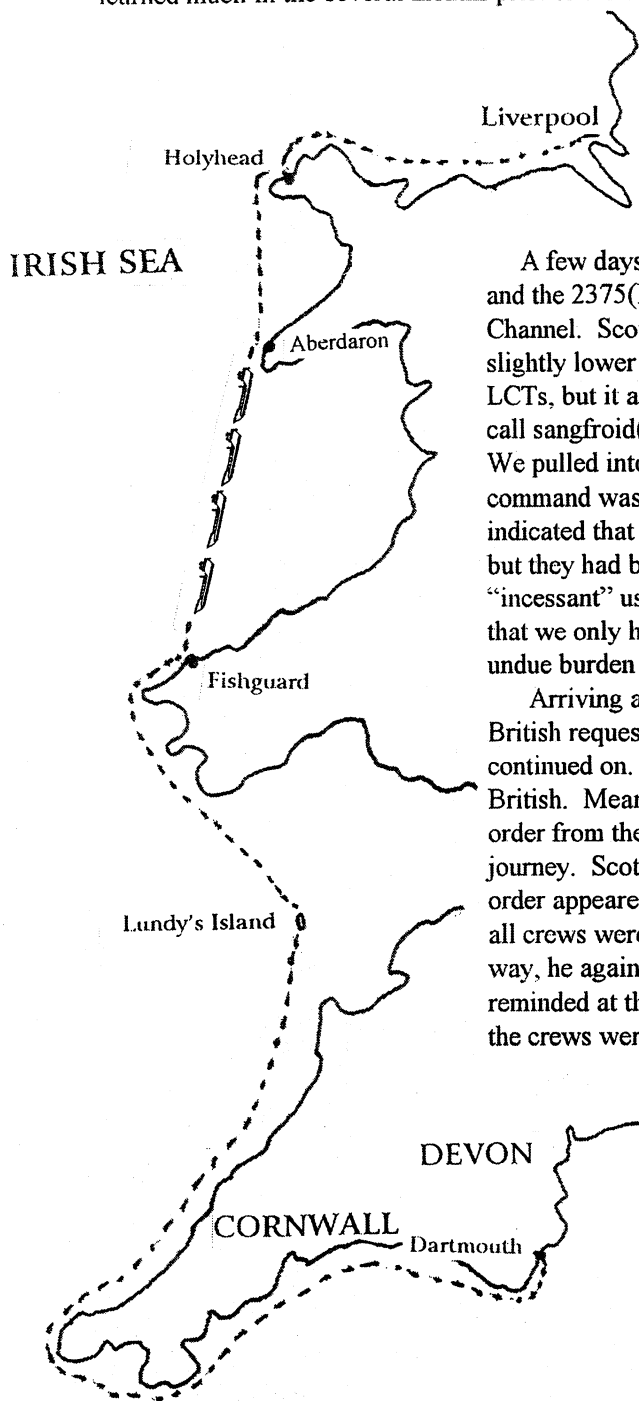 Liverpool
Holyhead
IRISH SEA
Aberdaron
Fishguard
Lundy's Island
DEVON
CORNWALL
Dartmouth
A few days
and the 2375(
Channel. Sco
slightly lower
LCTs, but it a
call sangfroid(
We pulled into
command was
indicated that
but they had b
"incessant" us
that we only h
undue burden
Arriving a
British reques
continued on.
British. Mear
order from the
journey. Scot
order appeare
all crews were
way, he again
reminded at th
the crews wer